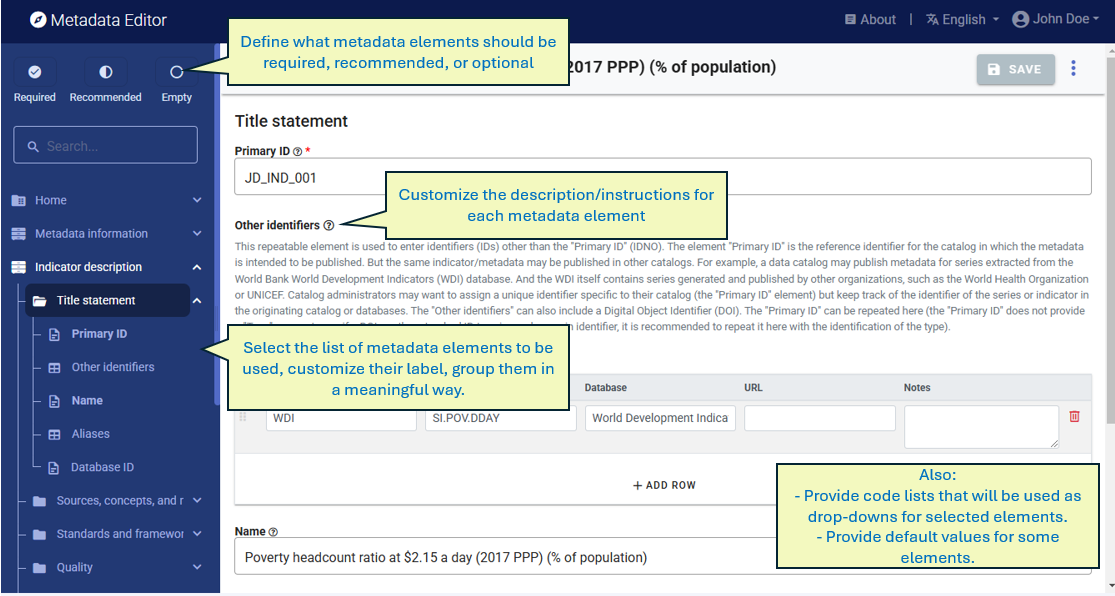 Metadata Editor
About | English John Doe
Define what metadata elements should be
required, recommended, or optional
2017 PPP) (% of population)
SAVE
Required Recommended Empty
Search...
Home
Metadata information
Indicator description
Title statement
Primary ID
Other identifiers
Name
Aliases
Database ID
Sources, concepts, and r
Standards and framewor
Quality
Title statement
Primary ID *
JD_IND_001
Customize the description/instructions for
each metadata element
Other identifiers
This repeatable element is used to enter identifiers (IDs) other than the "Primary ID" (IDNO). The element "Primary ID" is the reference identifier for the catalog in which the metadata
is intended to be published. But the same indicator/metadata may be published in other catalogs. For example, a data catalog may publish metadata for series extracted from the
World Bank World Development Indicators (WDI) database. And the WDI itself contains series generated and published by other organizations, such as the World Health Organization
or UNICEF. Catalog administrators may want to assign a unique identifier specific to their catalog (the "Primary ID" element) but keep track of the identifier of the series or indicator in
the originating catalog or databases. The "Other identifiers" can also include a Digital Object Identifier (DOI). The "Primary ID" can be repeated here (the "Primary ID" does not provide
identifier, it is recommended to repeat it here with the identification of the type).
Select the list of metadata elements to be
used, customize their label, group them in
a meaningful way.
Database URL Notes
WDI SI.POV.DDAY World Development Indica
+ ADD ROW
Also:
- Provide code lists that will be used as
drop-downs for selected elements.
- Provide default values for some
elements.
Name
Poverty headcount ratio at $2.15 a day (2017 PPP) (% of population)